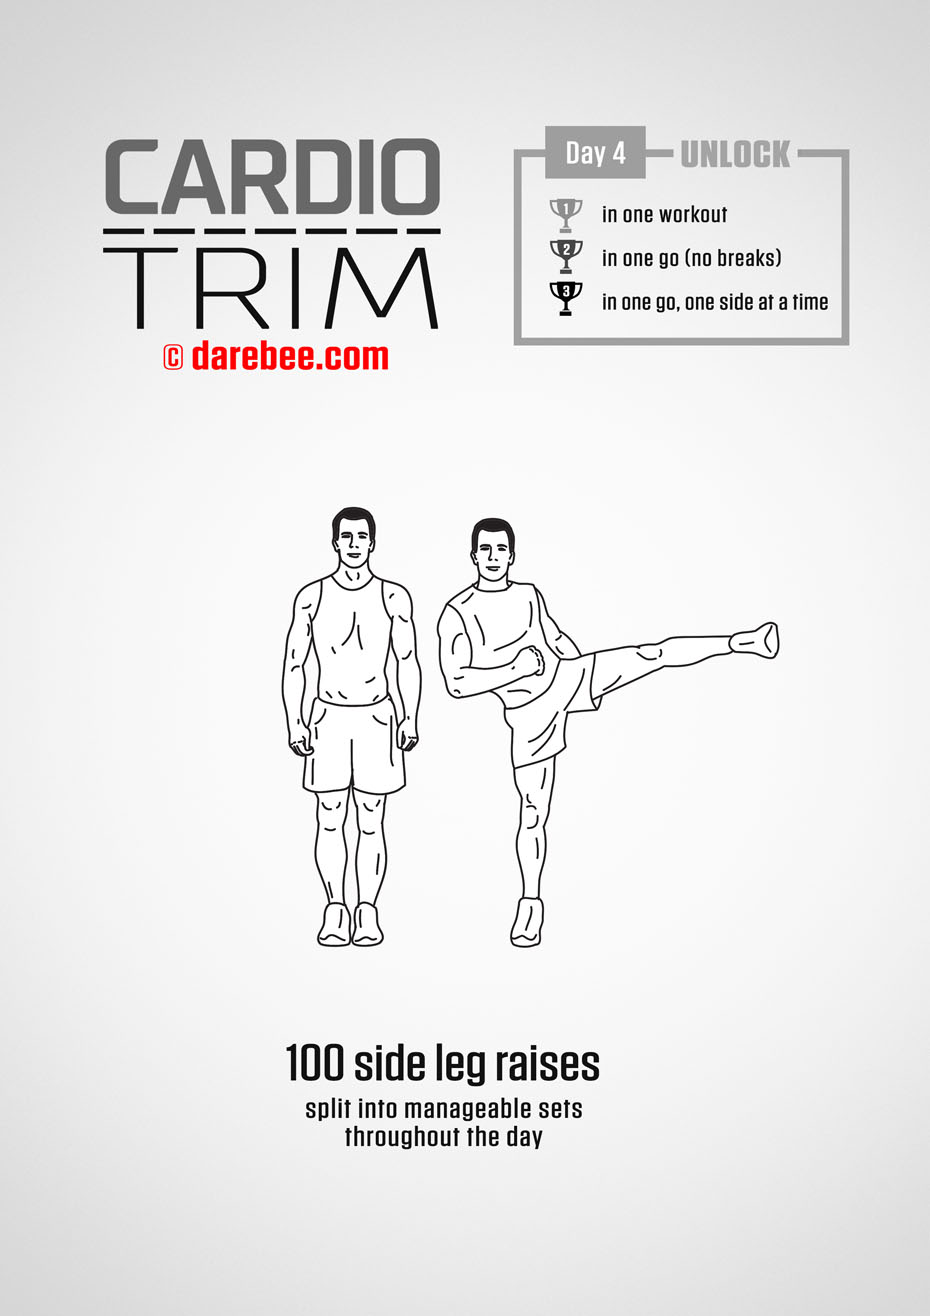 CARDIO
TRIM
© darebee.com
Day 4 UNLOCK
1 in one workout
2 in one go (no breaks)
3 in one go, one side at a time
100 side leg raises
split into manageable sets
throughout the day